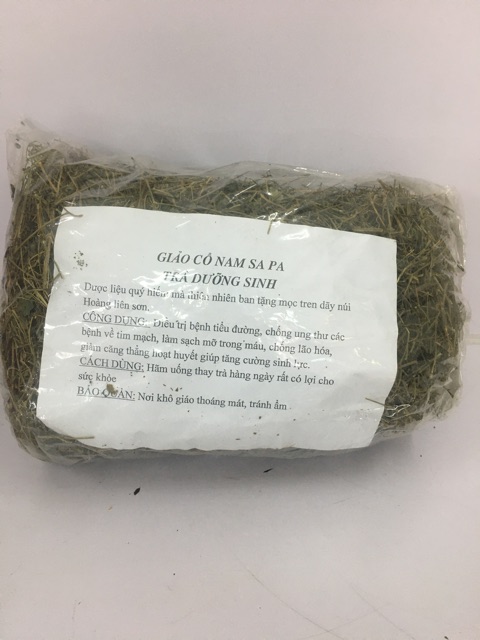 GIẢO CỔ NAM SA PA
TRÀ DƯỠNG SINH
Dược liệu quý hiếm mà thiên nhiên ban tặng mọc tren dãy núi
Hoàng liên sơn.
CÔNG DỤNG: Điều trị bệnh tiểu đường, chống ung thư các
bệnh về tim mạch, làm sạch mỡ trong máu, chống lão hóa,
giảm căng thẳng hoạt huyết giúp tăng cường sinh lực.
CÁCH DÙNG: Hãm uống thay trà hàng ngày rất có lợi cho
sức khỏe
BẢO QUẢN: Nơi khô giáo thoáng mát, tránh ẩm